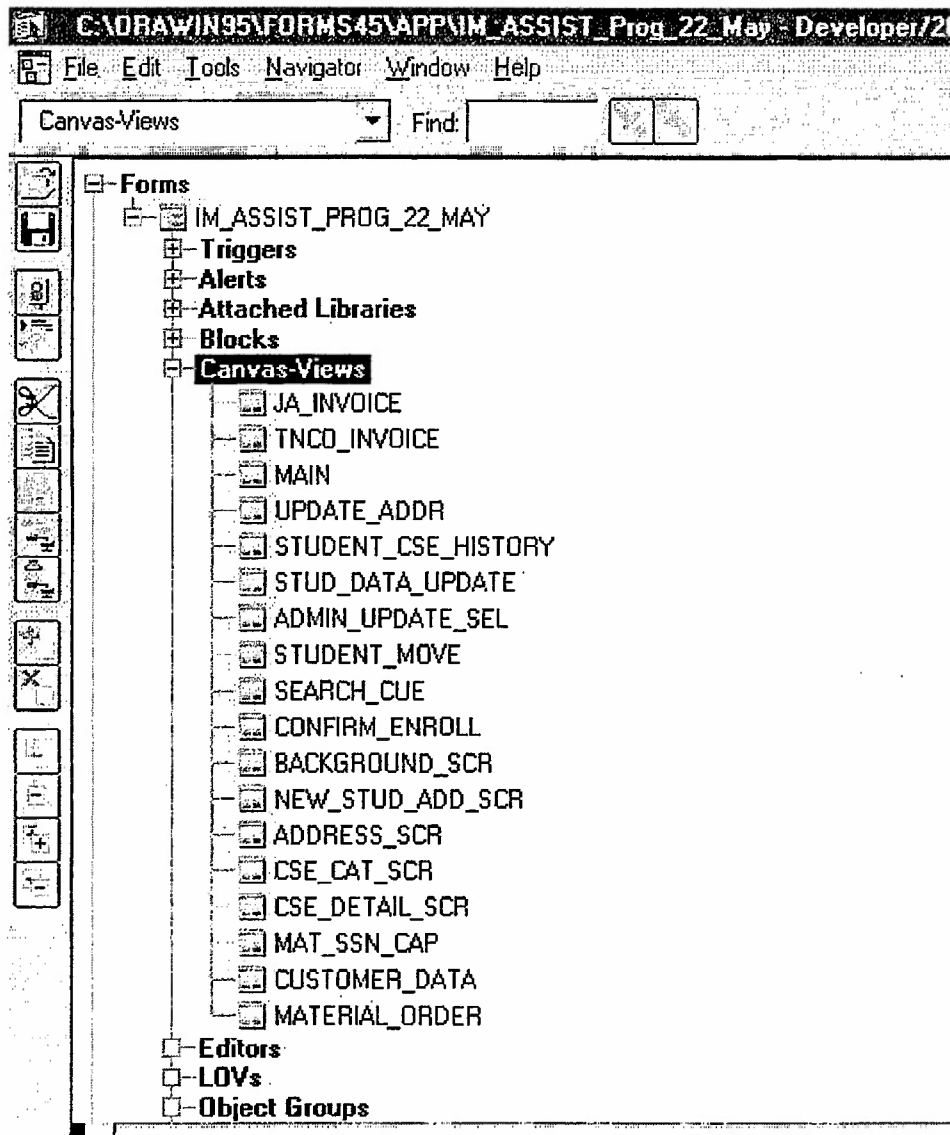 C:\ORAWIN95\FORMS45\APP\IM_ASSIST_Prog_22_May - Developer/2
File Edit Tools Navigator Window Help
Canvas-Views Find:
Forms
IM_ASSIST_PROG_22_MAY
Triggers
Alerts
Attached Libraries
Blocks
Canvas-Views
JA_INVOICE
TNCO_INVOICE
MAIN
UPDATE_ADDR
STUDENT_CSE_HISTORY
STUD_DATA_UPDATE
ADMIN_UPDATE_SEL
STUDENT_MOVE
SEARCH_CUE
CONFIRM_ENROLL
BACKGROUND_SCR
NEW_STUD_ADD_SCR
ADDRESS_SCR
CSE_CAT_SCR
CSE_DETAIL_SCR
MAT_SSN_CAP
CUSTOMER_DATA
MATERIAL_ORDER
Editors
LOVs
Object Groups